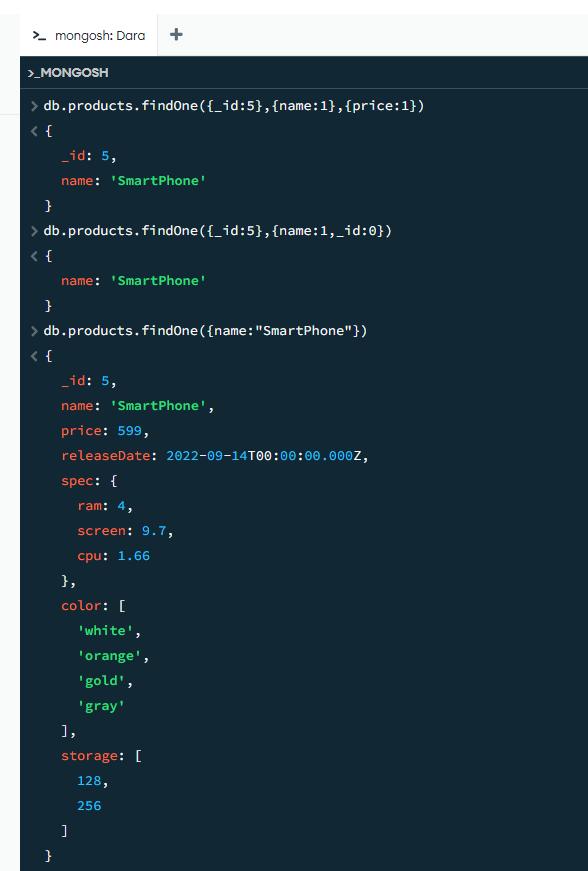 >_ mongosh: Dara +
>_MONGOSH
> db.products.findOne({_id:5},{name:1},{price:1})
< {
_id: 5,
name: 'SmartPhone'
}
> db.products.findOne({_id:5},{name:1,_id:0})
< {
name: 'SmartPhone'
}
> db.products.findOne({name:"SmartPhone"})
< {
_id: 5,
name: 'SmartPhone',
price: 599,
releaseDate: 2022-09-14T00:00:00.000Z,
spec: {
ram: 4,
screen: 9.7,
cpu: 1.66
},
color: [
'white',
'orange',
'gold',
'gray'
],
storage: [
128,
256
]
}